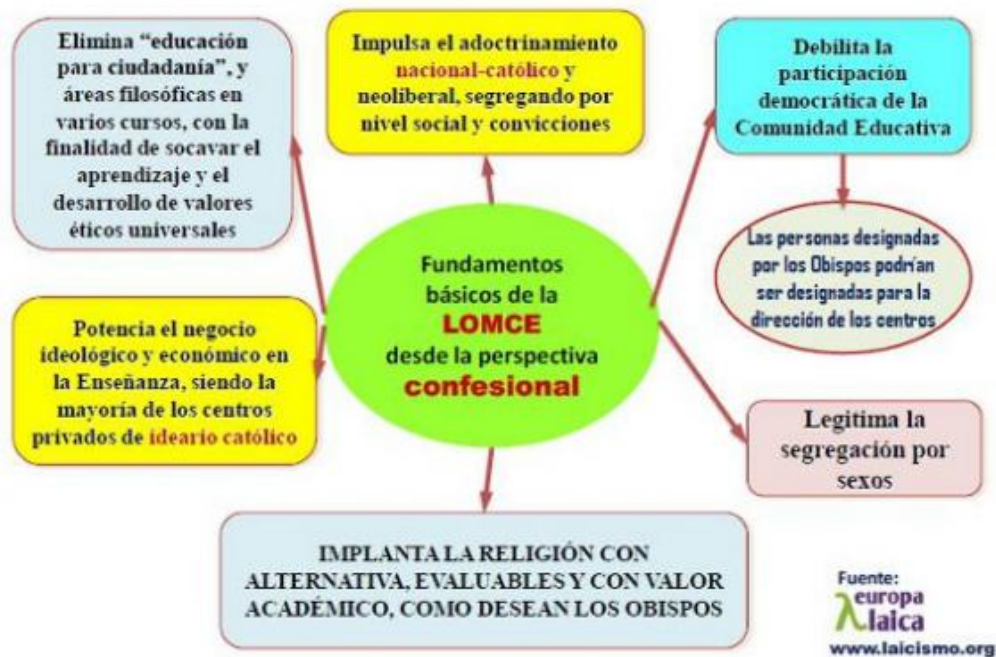 Elimina “educación
para ciudadanía”, y
áreas filosóficas en
varios cursos, con la
finalidad de socavar el
aprendizaje y el
desarrollo de valores
éticos universales
Impulsa el adoctrinamiento
nacional-católico y
neoliberal, segregando por
nivel social y convicciones
Debilita la
participación
democrática de la
Comunidad Educativa
Las personas designadas
por los Obispos podrían
ser designadas para la
dirección de los centros
Fundamentos
básicos de la
LOMCE
desde la perspectiva
confesional
Potencia el negocio
ideológico y económico en
la Enseñanza, siendo la
mayoría de los centros
privados de ideario católico
Legitima la
segregación por
sexos
IMPLANTA LA RELIGIÓN CON
ALTERNATIVA, EVALUABLES Y CON VALOR
ACADÉMICO, COMO DESEAN LOS OBISPOS
Fuente:
europa
laica
www.laicismo.org